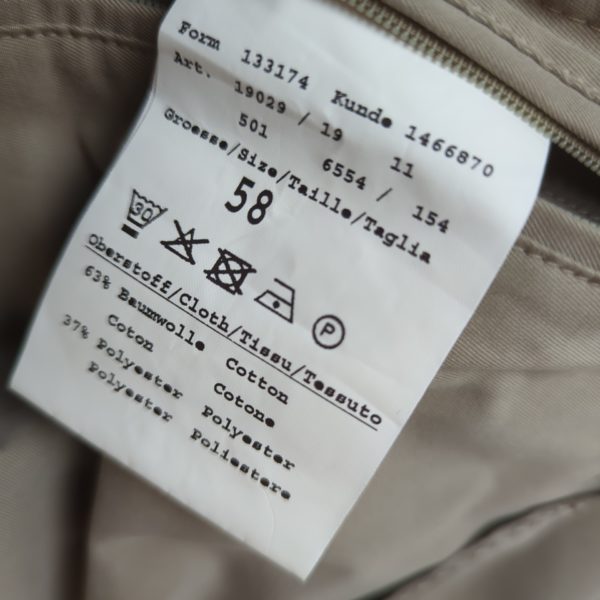 Form 133174 Kunde 1466870
Art. 19029 / 19 11
501 6554 / 154
Groesse/Size/Taille/Taglia
58
30 P
Oberstoff/Cloth/Tissu/Tessuto
63% Baumwolle Cotton
Coton Cotone
37% Polyester Polyester
Polyester Poliestere